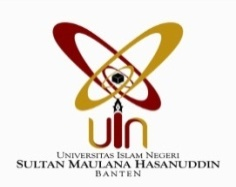 uin
UNIVERSITAS ISLAM NEGERI
SULTAN MAULANA HASANUDDIN
BANTEN